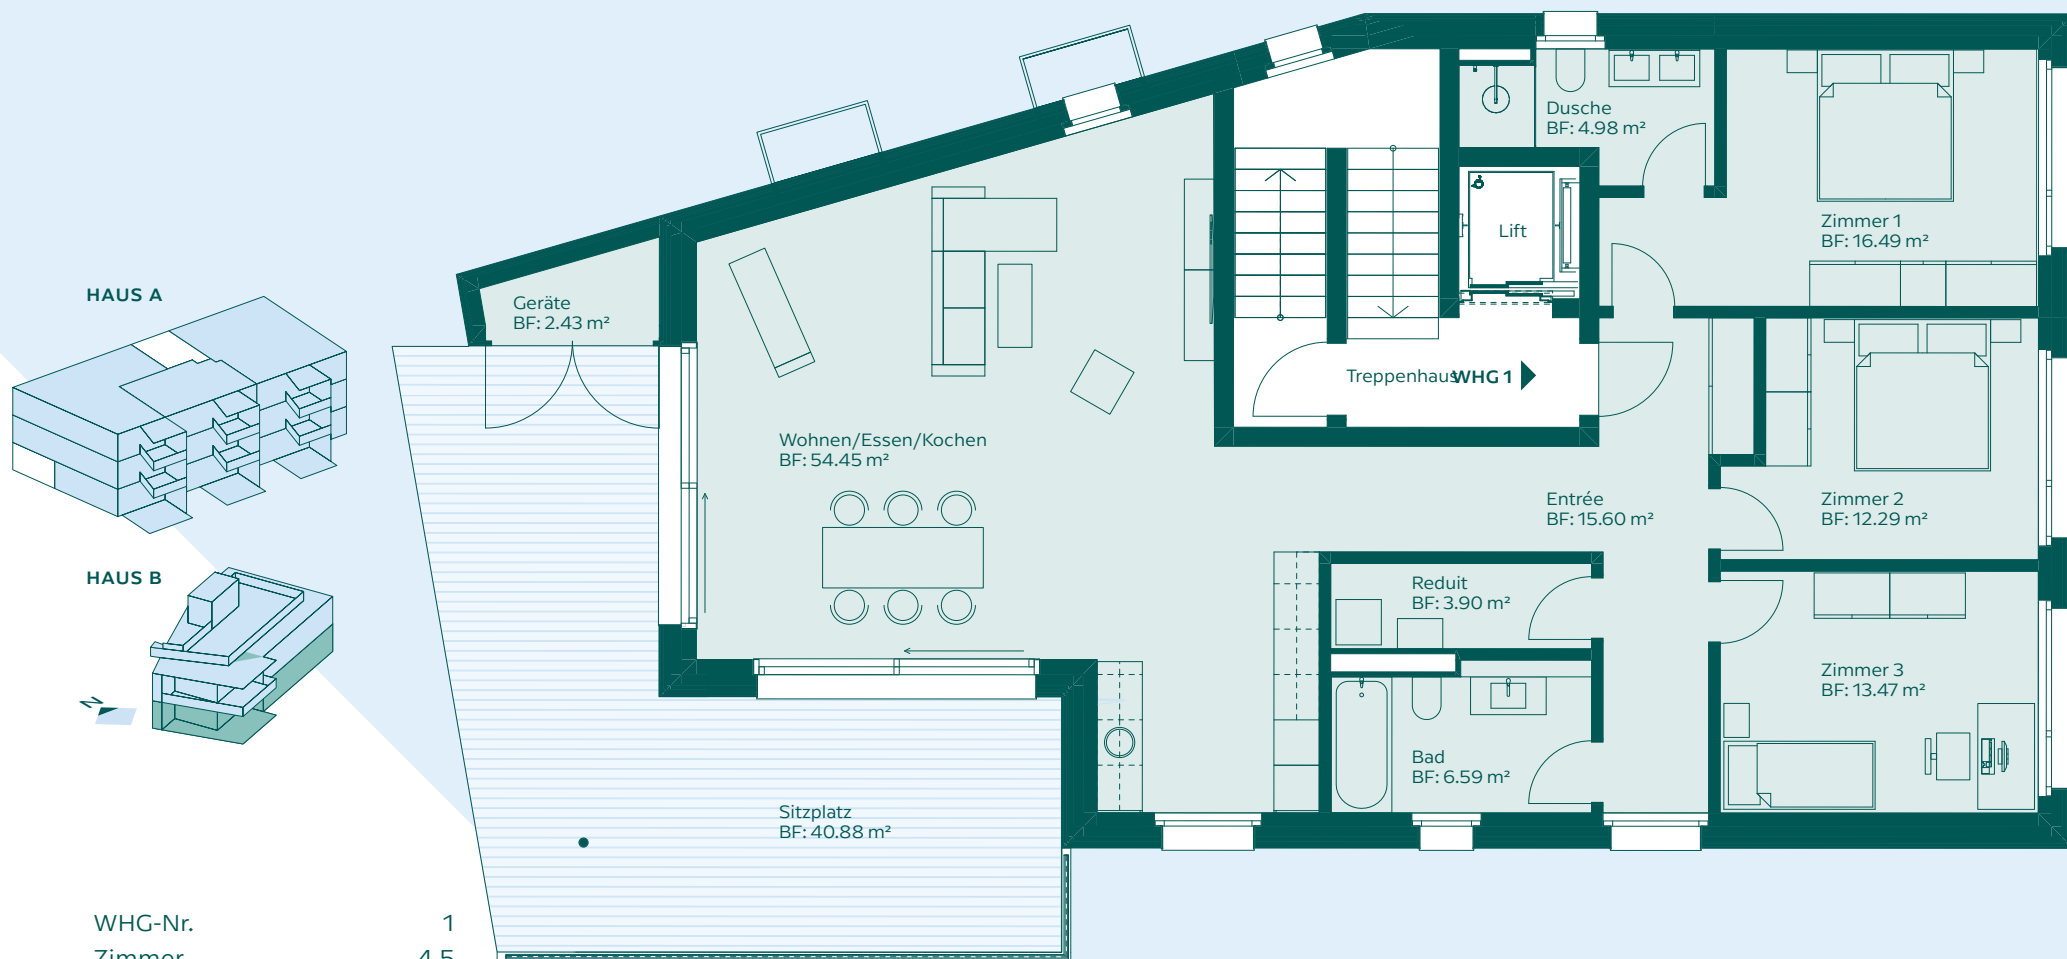 Dusche
BF: 4.98 m²
Zimmer 1
BF: 16.49 m²
Lift
HAUS A
Geräte
BF: 2.43 m²
Treppenhaus
WHG 1
Wohnen/Essen/Kochen
BF: 54.45 m²
Entrée
BF: 15.60 m²
Zimmer 2
BF: 12.29 m²
HAUS B
Reduit
BF: 3.90 m²
Zimmer 3
BF: 13.47 m²
N
Bad
BF: 6.59 m²
Sitzplatz
BF: 40.88 m²
WHG-Nr. 1
Zimmer 4.5